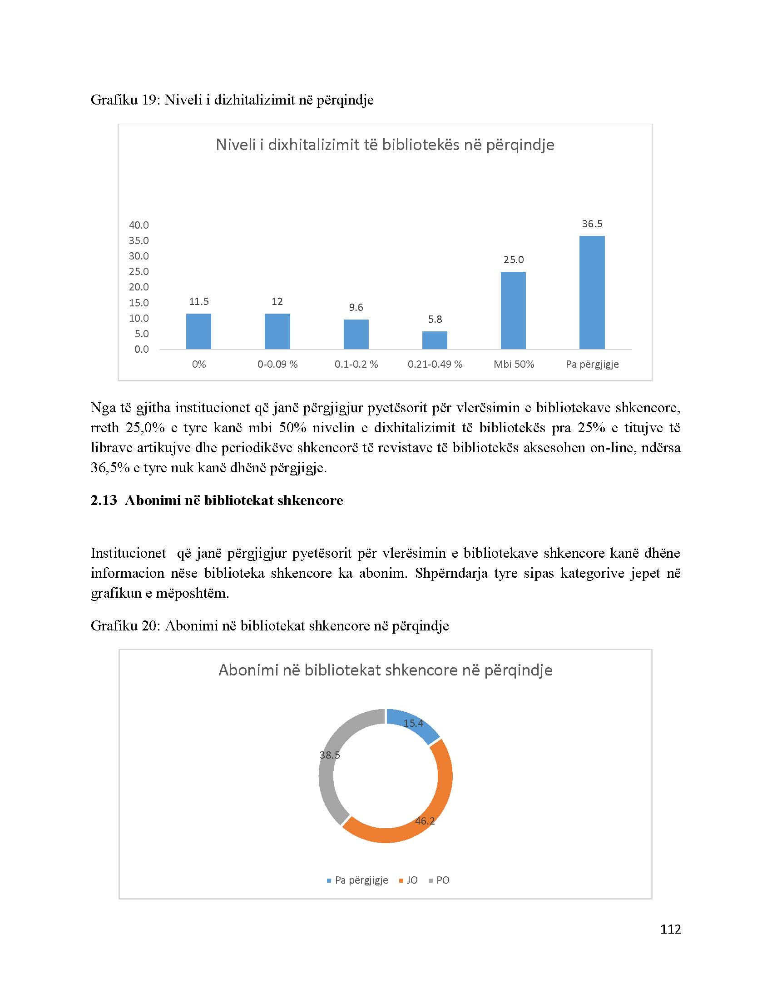 Grafiku 19: Niveli i dizhitalizimit në përqindje
Niveli i dixhitalizimit të bibliotekës në përqindje
40.0
35.0
30.0
25.0
20.0
15.0
10.0
5.0
0.0
11.5
12
9.6
5.8
25.0
36.5
0%
0-0.09 %
0.1-0.2 %
0.21-0.49 %
Mbi 50%
Pa përgjigje
Nga të gjitha institucionet që janë përgjigjur pyetësorit për vlerësimin e bibliotekave shkencore,
rreth 25,0% e tyre kanë mbi 50% nivelin e dixhitalizimit të bibliotekës pra 25% e titujve të
librave artikujve dhe periodikëve shkencorë të revistave të bibliotekës aksesohen on-line, ndërsa
36,5% e tyre nuk kanë dhënë përgjigje.
2.13 Abonimi në bibliotekat shkencore
Institucionet që janë përgjigjur pyetësorit për vlerësimin e bibliotekave shkencore kanë dhëne
informacion nëse biblioteka shkencore ka abonim. Shpërndarja tyre sipas kategorive jepet në
grafikun e mëposhtëm.
Grafiku 20: Abonimi në bibliotekat shkencore në përqindje
Abonimi në bibliotekat shkencore në përqindje
15.4
38.5
46.2
Pa përgjigje JO PO
112